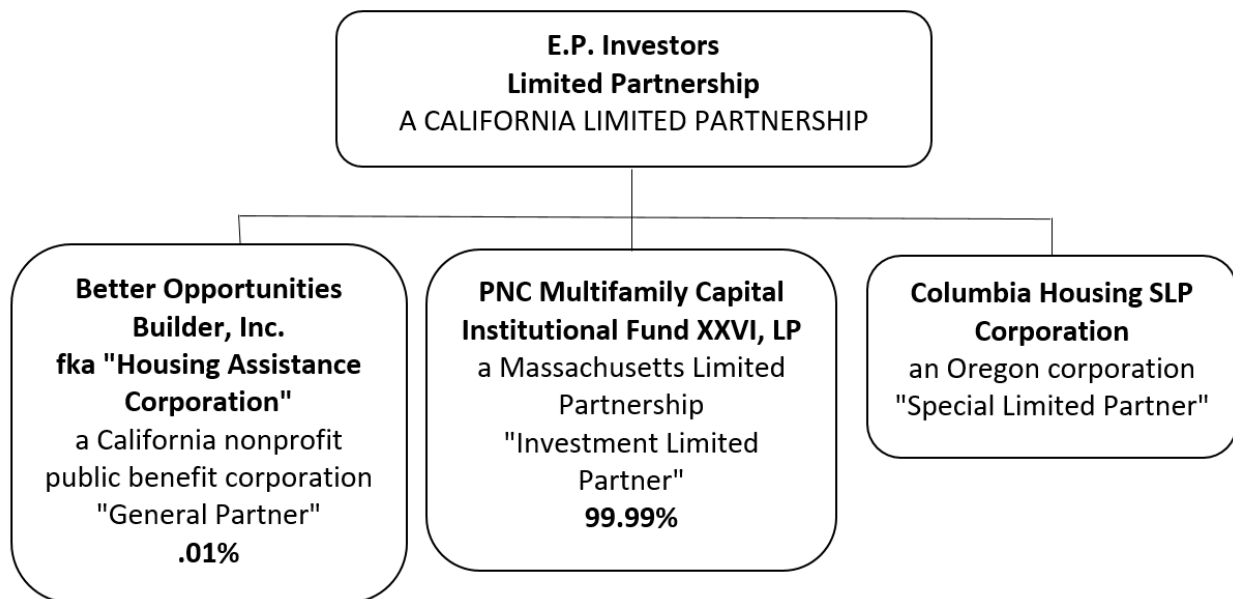 E.P. Investors
Limited Partnership
A CALIFORNIA LIMITED PARTNERSHIP
Better Opportunities
Builder, Inc.
fka "Housing Assistance
Corporation"
a California nonprofit
public benefit corporation
"General Partner"
.01%
PNC Multifamily Capital
Institutional Fund XXVI, LP
a Massachusetts Limited
Partnership
"Investment Limited
Partner"
99.99%
Columbia Housing SLP
Corporation
an Oregon corporation
"Special Limited Partner"